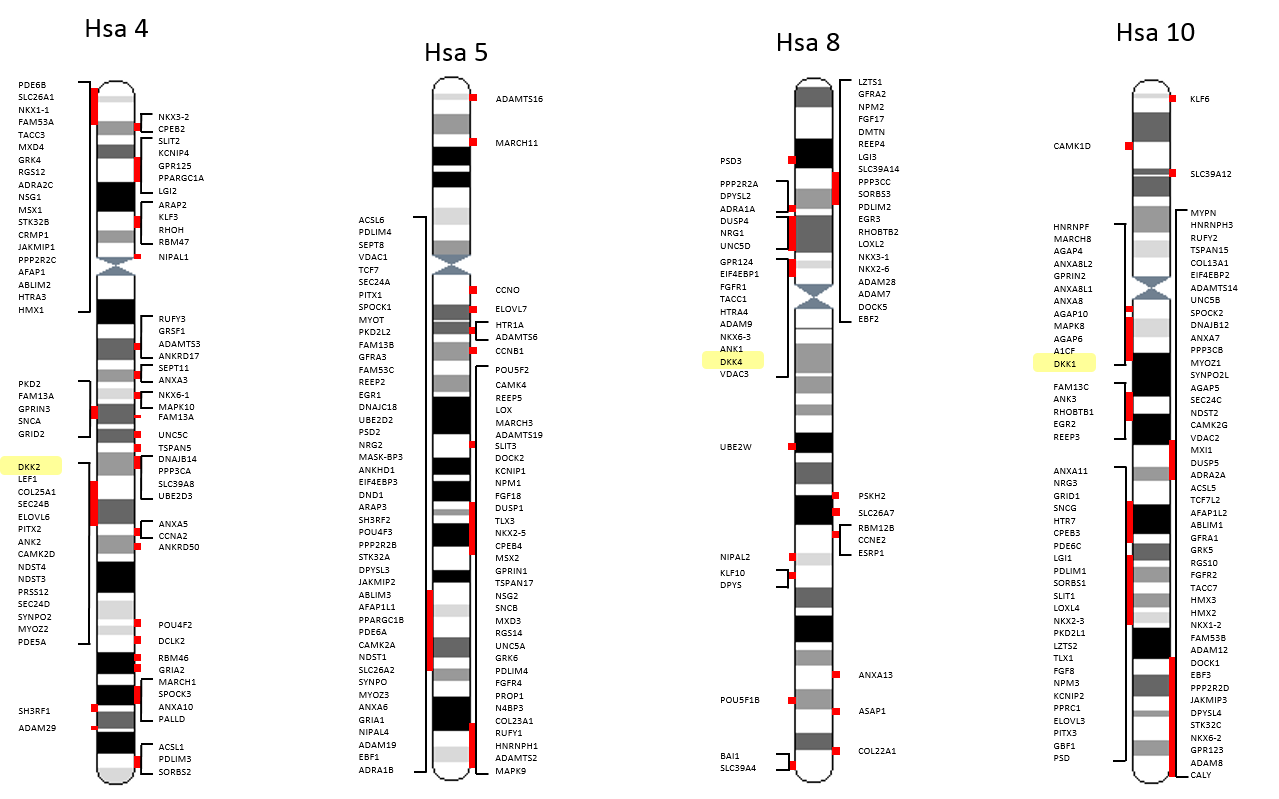 Hsa 4
PDE6B
SLC26A1
NKX1-1
FAM53A
TACC3
MXD4
GRK4
RGS12
ADRA2C
NSG1
MSX1
STK32B
CRMP1
JAKMIP1
PPP2R2C
AFAP1
ABLIM2
HTRA3
HMX1
PKD2
FAM13A
GPRIN3
SNCA
GRID2
DKK2
LEF1
COL25A1
SEC24B
ELOVL6
PITX2
ANK2
CAMK2D
NDST4
NDST3
PRSS12
SEC24D
SYNPO2
MYOZ2
PDE5A
SH3RF1
ADAM29
NKX3-2
CPEB2
SLIT2
KCNIP4
GPR125
PPARGC1A
LGI2
ARAP2
KLF3
RHOH
RBM47
NIPAL1
RUFY3
GRSF1
ADAMTS3
ANKRD17
SEPT11
ANXA3
NKX6-1
MAPK10
FAM13A
UNC5C
TSPAN5
DNAJB14
PPP3CA
SLC39A8
UBE2D3
ANXA5
CCNA2
ANKRD50
POU4F2
DCLK2
RBM46
GRIA2
MARCH1
SPOCK3
ANXA10
PALLD
ACSL1
PDLIM3
SORBS2
Hsa 5
ACSL6
PDLIM4
SEPT8
VDAC1
TCF7
SEC24A
PITX1
SPOCK1
MYOT
PKD2L2
FAM13B
GFRA3
FAM53C
REEP2
EGR1
DNAJC18
UBE2D2
PSD2
NRG2
MASK-BP3
ANKHD1
EIF4EBP3
DND1
ARAP3
SH3RF2
POU4F3
PPP2R2B
STK32A
DPYSL3
JAKMIP2
ABLIM3
AFAP1L1
PPARGC1B
PDE6A
CAMK2A
NDST1
SLC26A2
SYNPO
MYOZ3
ANXA6
GRIA1
NIPAL4
ADAM19
EBF1
ADRA1B
ADAMTS16
MARCH11
CCNO
ELOVL7
HTR1A
ADAMTS6
CCNB1
POU5F2
CAMK4
REEP5
LOX
MARCH3
ADAMTS19
SLIT3
DOCK2
KCNIP1
NPM1
FGF18
DUSP1
TLX3
NKX2-5
CPEB4
MSX2
GPRIN1
TSPAN17
NSG2
SNCB
MXD3
RGS14
UNC5A
GRK6
PDLIM4
FGFR4
PROP1
N4BP3
COL23A1
RUFY1
HNRNPH1
ADAMTS2
MAPK9
Hsa 8
PSD3
PPP2R2A
DPYSL2
ADRA1A
DUSP4
NRG1
UNC5D
GPR124
EIF4EBP1
FGFR1
TACC1
HTRA4
ADAM9
NKX6-3
ANK1
DKK4
VDAC3
UBE2W
NIPAL2
KLF10
DPYS
POU5F1B
BAI1
SLC39A4
LZTS1
GFRA2
NPM2
FGF17
DMTN
REEP4
LGI3
SLC39A14
PPP3CC
SORBS3
PDLIM2
EGR3
RHOBTB2
LOXL2
NKX3-1
NKX2-6
ADAM28
ADAM7
DOCK5
EBF2
PSKH2
SLC26A7
RBM12B
CCNE2
ESRP1
ANXA13
ASAP1
COL22A1
Hsa 10
CAMK1D
HNRNPF
MARCH8
AGAP4
ANXA8L2
GPRIN2
ANXA8L1
ANXA8
AGAP10
MAPK8
AGAP6
A1CF
DKK1
FAM13C
ANK3
RHOBTB1
EGR2
REEP3
ANXA11
NRG3
GRID1
SNCG
HTR7
CPEB3
PDE6C
LGI1
PDLIM1
SORBS1
SLIT1
LOXL4
NKX2-3
PKD2L1
LZTS2
TLX1
FGF8
NPM3
KCNIP2
PPRC1
ELOVL3
PITX3
GBF1
PSD
KLF6
SLC39A12
MYPN
HNRNPH3
RUFY2
TSPAN15
COL13A1
EIF4EBP2
ADAMTS14
UNC5B
SPOCK2
DNAJB12
ANXA7
PPP3CB
MYOZ1
SYNPO2L
AGAP5
SEC24C
NDST2
CAMK2G
VDAC2
MXI1
DUSP5
ADRA2A
ACSL5
TCF7L2
AFAP1L2
ABLIM1
GFRA1
GRK5
RGS10
FGFR2
TACC7
HMX3
HMX2
NKX1-2
FAM53B
ADAM12
DOCK1
EBF3
PPP2R2D
JAKMIP3
DPYSL4
STK32C
NKX6-2
GPR123
ADAM8
CALY